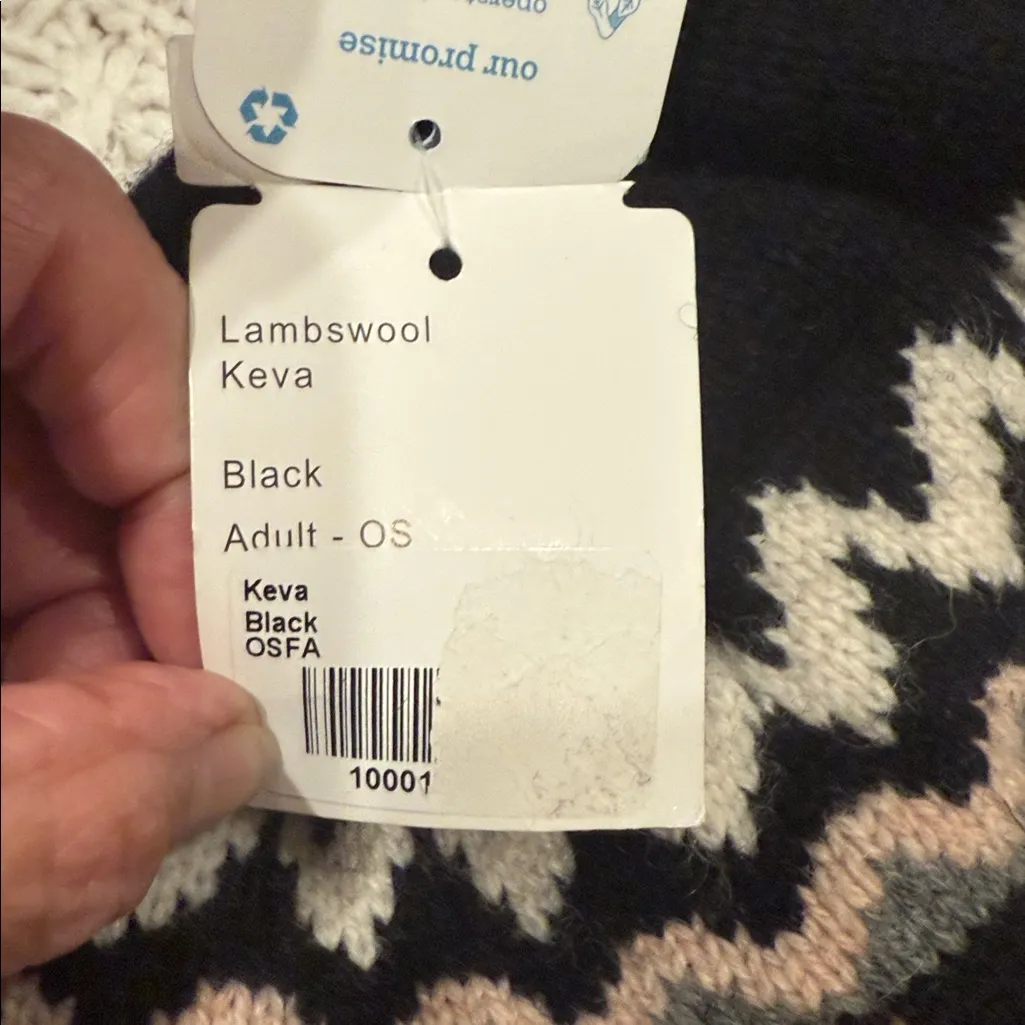 our promise
Lambswool
Keva
Black
Adult - OS
Keva
Black
OSFA
10001